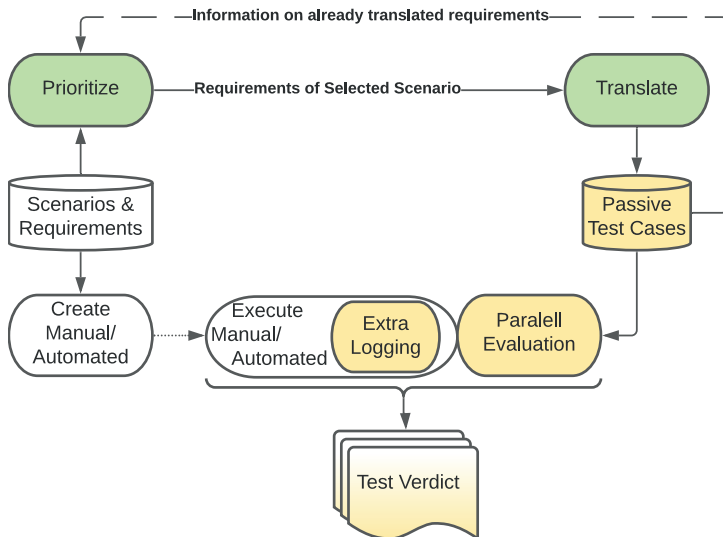 Information on already translated requirements
Prioritize
Requirements of Selected Scenario
Translate
Scenarios &
Requirements
Passive
Test Cases
Create
Manual/
Automated
Execute
Manual/
Automated
Extra
Logging
Paralell
Evaluation
Test Verdict